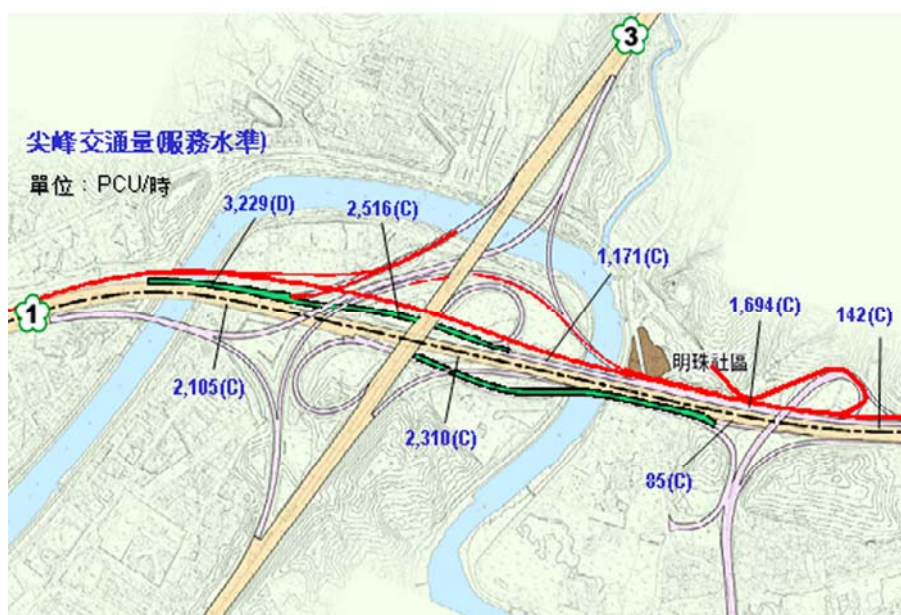 3
尖峰交通量(服務水準)
單位：PCU/時
3,229(D)
2,516(C)
1,171(C)
1,694(C)
142(C)
1
明珠社區
2,105(C)
2,310(C)
85(C)